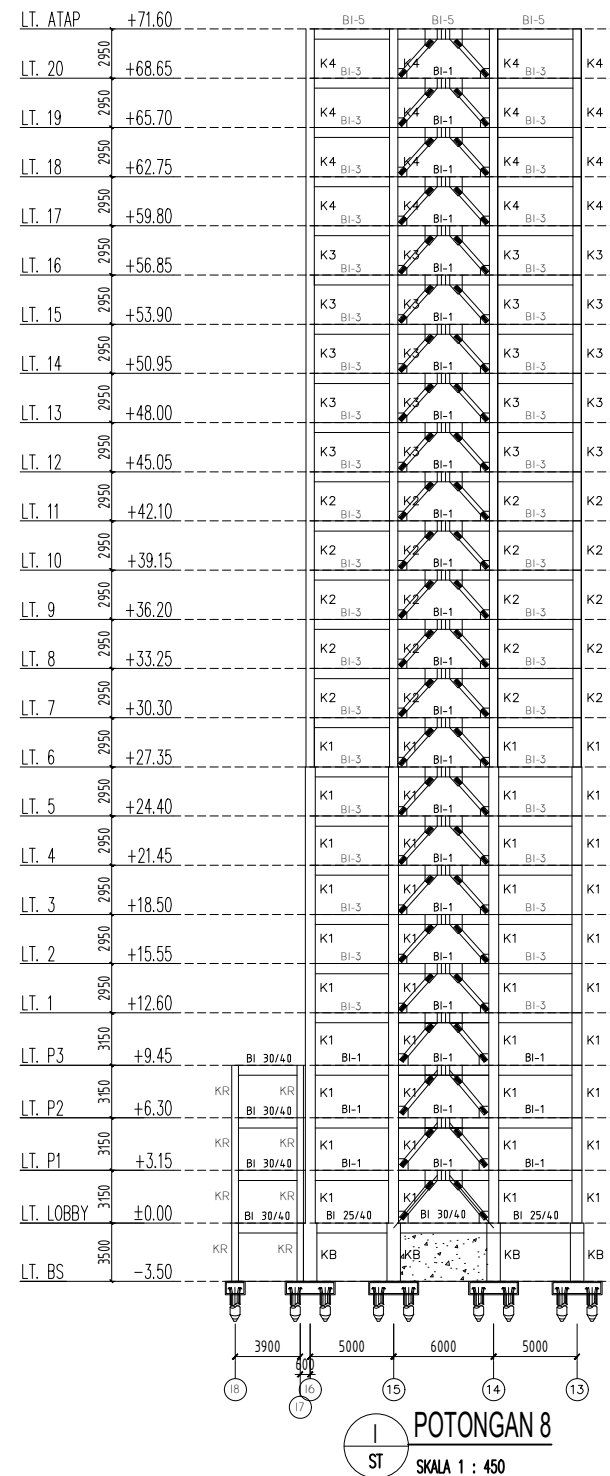 LT. ATAP +71.60 BI-5 BI-5 BI-5
2950
LT. 20 +68.65 K4 BI-3 K4 BI-1 K4 BI-3 K4
2950
LT. 19 +65.70 K4 BI-3 K4 BI-1 K4 BI-3 K4
2950
LT. 18 +62.75 K4 BI-3 K4 BI-1 K4 BI-3 K4
2950
LT. 17 +59.80 K4 BI-3 K4 BI-1 K4 BI-3 K4
2950
LT. 16 +56.85 K3 BI-3 K3 BI-1 K3 BI-3 K3
2950
LT. 15 +53.90 K3 BI-3 K3 BI-1 K3 BI-3 K3
2950
LT. 14 +50.95 K3 BI-3 K3 BI-1 K3 BI-3 K3
2950
LT. 13 +48.00 K3 BI-3 K3 BI-1 K3 BI-3 K3
2950
LT. 12 +45.05 K3 BI-3 K3 BI-1 K3 BI-3 K3
2950
LT. 11 +42.10 K2 BI-3 K2 BI-1 K2 BI-3 K2
2950
LT. 10 +39.15 K2 BI-3 K2 BI-1 K2 BI-3 K2
2950
LT. 9 +36.20 K2 BI-3 K2 BI-1 K2 BI-3 K2
2950
LT. 8 +33.25 K2 BI-3 K2 BI-1 K2 BI-3 K2
2950
LT. 7 +30.30 K2 BI-3 K2 BI-1 K2 BI-3 K2
2950
LT. 6 +27.35 K1 BI-3 K1 BI-1 K1 BI-3 K1
2950
LT. 5 +24.40 K1 BI-3 K1 BI-1 K1 BI-3 K1
2950
LT. 4 +21.45 K1 BI-3 K1 BI-1 K1 BI-3 K1
2950
LT. 3 +18.50 K1 BI-3 K1 BI-1 K1 BI-3 K1
2950
LT. 2 +15.55 K1 BI-3 K1 BI-1 K1 BI-3 K1
2950
LT. 1 +12.60 K1 BI-3 K1 BI-1 K1 BI-3 K1
3150
LT. P3 +9.45 BI 30/40 K1 BI-1 K1 BI-1 K1 BI-1 K1
3150
LT. P2 +6.30 KR BI 30/40 KR K1 BI-1 K1 BI-1 K1 BI-1 K1
3150
LT. P1 +3.15 KR BI 30/40 KR K1 BI-1 K1 BI-1 K1 BI-1 K1
3150
LT. LOBBY ±0.00 KR BI 30/40 KR K1 BI 25/40 K1 BI 30/40 K1 BI 25/40 K1
3500
LT. BS -3.50 KR KR KB KB KB KB
3900 600 5000 6000 5000
18 17 16 15 14 13
1
ST
POTONGAN 8
SKALA 1 : 450